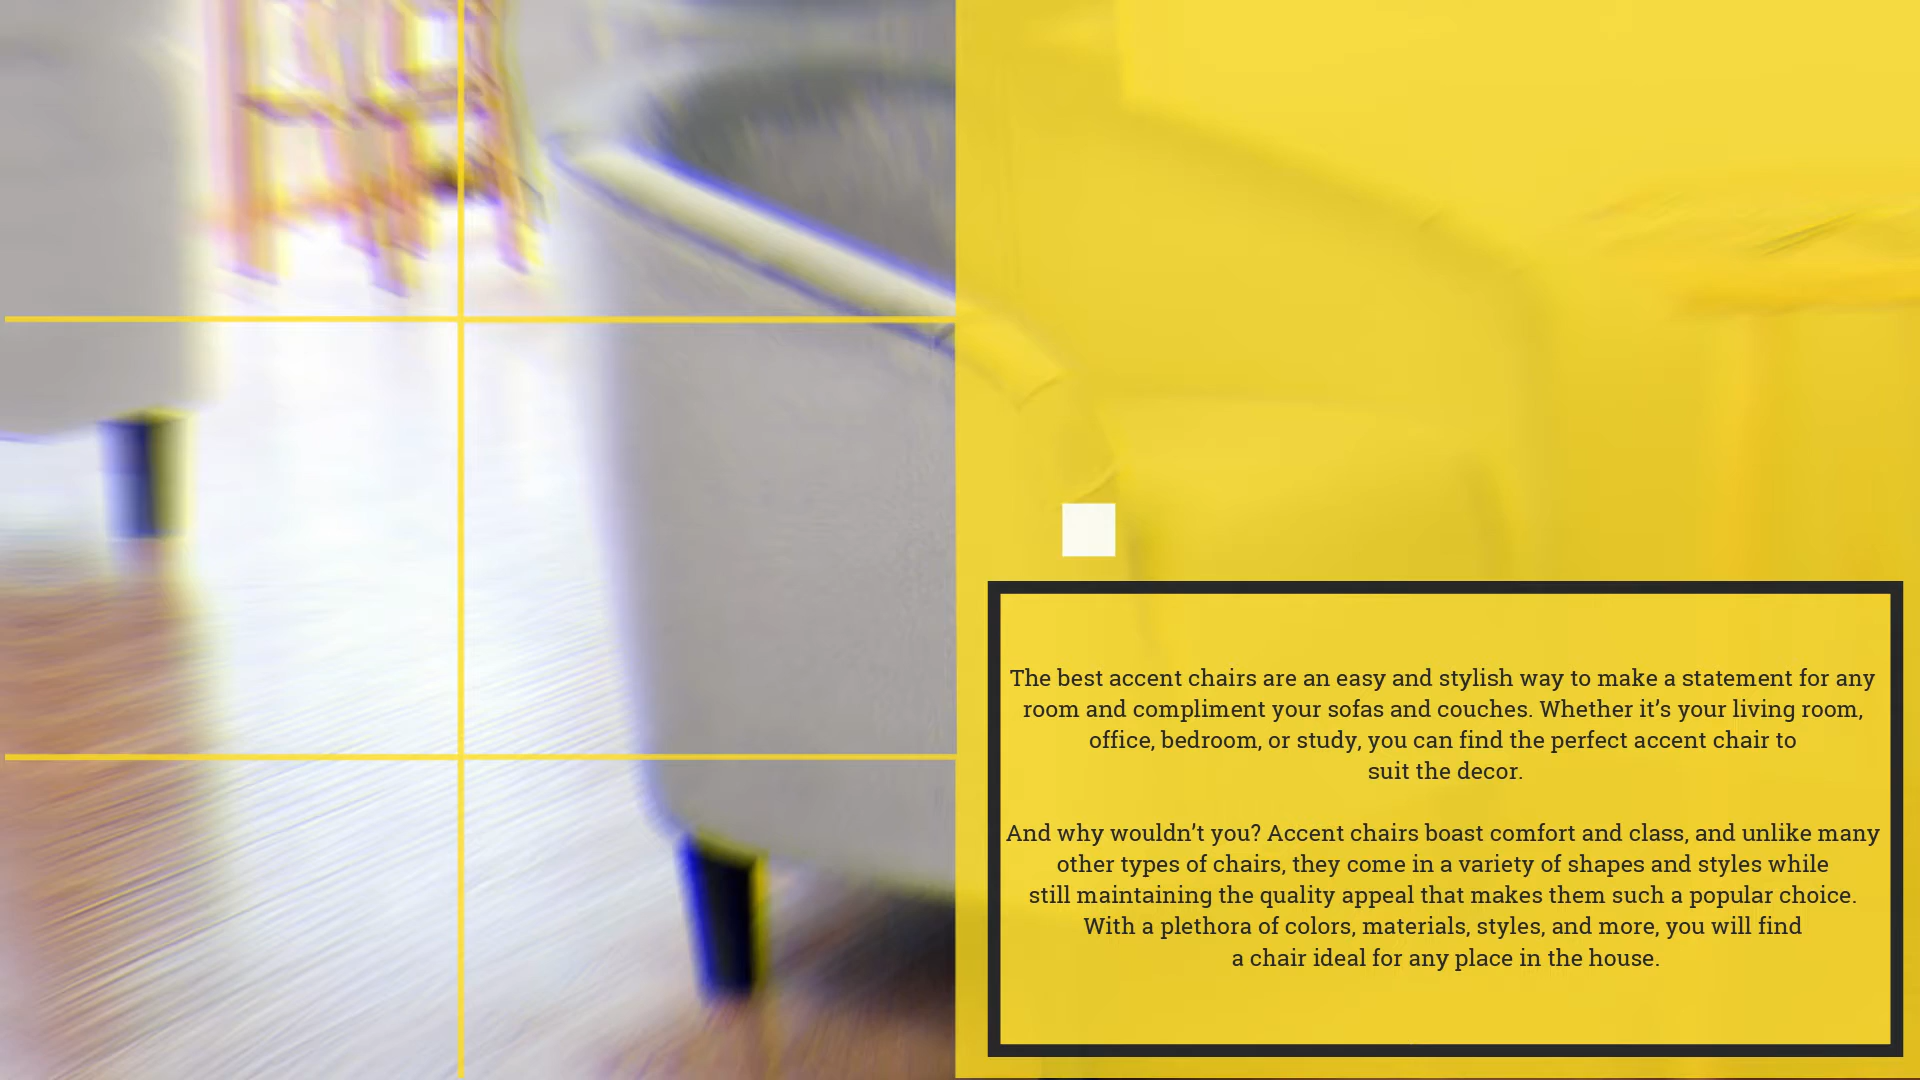 The best accent chairs are an easy and stylish way to make a statement for any
room and compliment your sofas and couches. Whether it’s your living room,
office, bedroom, or study, you can find the perfect accent chair to
suit the decor.
And why wouldn’t you? Accent chairs boast comfort and class, and unlike many
other types of chairs, they come in a variety of shapes and styles while
still maintaining the quality appeal that makes them such a popular choice.
With a plethora of colors, materials, styles, and more, you will find
a chair ideal for any place in the house.